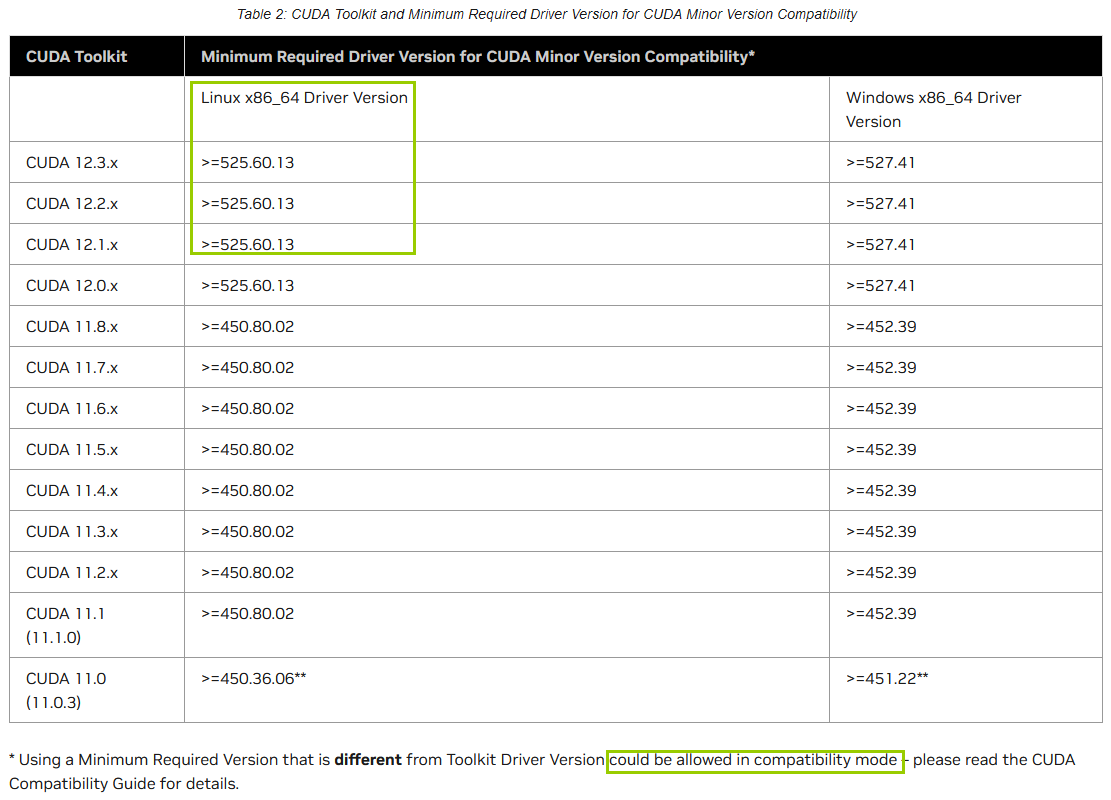 Table 2: CUDA Toolkit and Minimum Required Driver Version for CUDA Minor Version Compatibility
CUDA Toolkit Minimum Required Driver Version for CUDA Minor Version Compatibility*
Linux x86_64 Driver Version Windows x86_64 Driver
Version
CUDA 12.3.x >=525.60.13 >=527.41
CUDA 12.2.x >=525.60.13 >=527.41
CUDA 12.1.x >=525.60.13 >=527.41
CUDA 12.0.x >=525.60.13 >=527.41
CUDA 11.8.x >=450.80.02 >=452.39
CUDA 11.7.x >=450.80.02 >=452.39
CUDA 11.6.x >=450.80.02 >=452.39
CUDA 11.5.x >=450.80.02 >=452.39
CUDA 11.4.x >=450.80.02 >=452.39
CUDA 11.3.x >=450.80.02 >=452.39
CUDA 11.2.x >=450.80.02 >=452.39
CUDA 11.1 >=450.80.02 >=452.39
(11.1.0)
CUDA 11.0 >=450.36.06** >=451.22**
(11.0.3)
* Using a Minimum Required Version that is different from Toolkit Driver Version could be allowed in compatibility mode – please read the CUDA
Compatibility Guide for details.